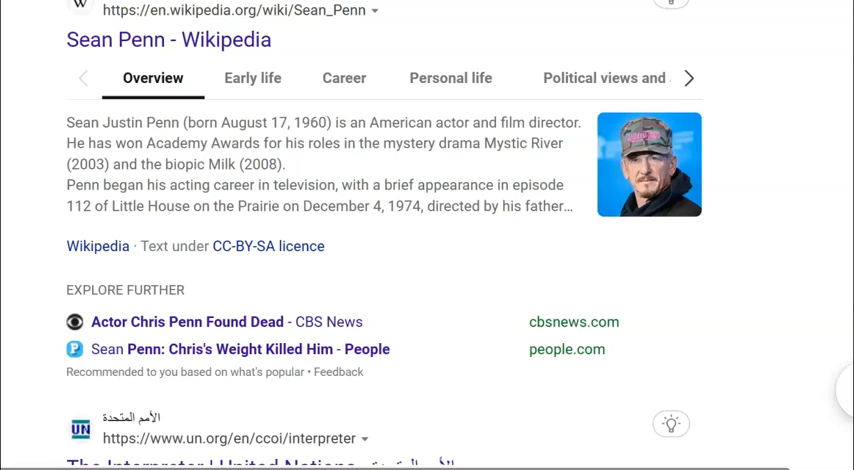 https://en.wikipedia.org/wiki/Sean_Penn
Sean Penn - Wikipedia
Overview Early life Career Personal life Political views and
Sean Justin Penn (born August 17, 1960) is an American actor and film director.
He has won Academy Awards for his roles in the mystery drama Mystic River
(2003) and the biopic Milk (2008).
Penn began his acting career in television, with a brief appearance in episode
112 of Little House on the Prairie on December 4, 1974, directed by his father…
Wikipedia · Text under CC-BY-SA licence
EXPLORE FURTHER
Actor Chris Penn Found Dead - CBS News cbsnews.com
Sean Penn: Chris's Weight Killed Him - People people.com
Recommended to you based on what's popular • Feedback
UN
الأمم المتحدة
https://www.un.org/en/ccoi/interpreter
The Interpreter | United Nations - الأمم المتحدة